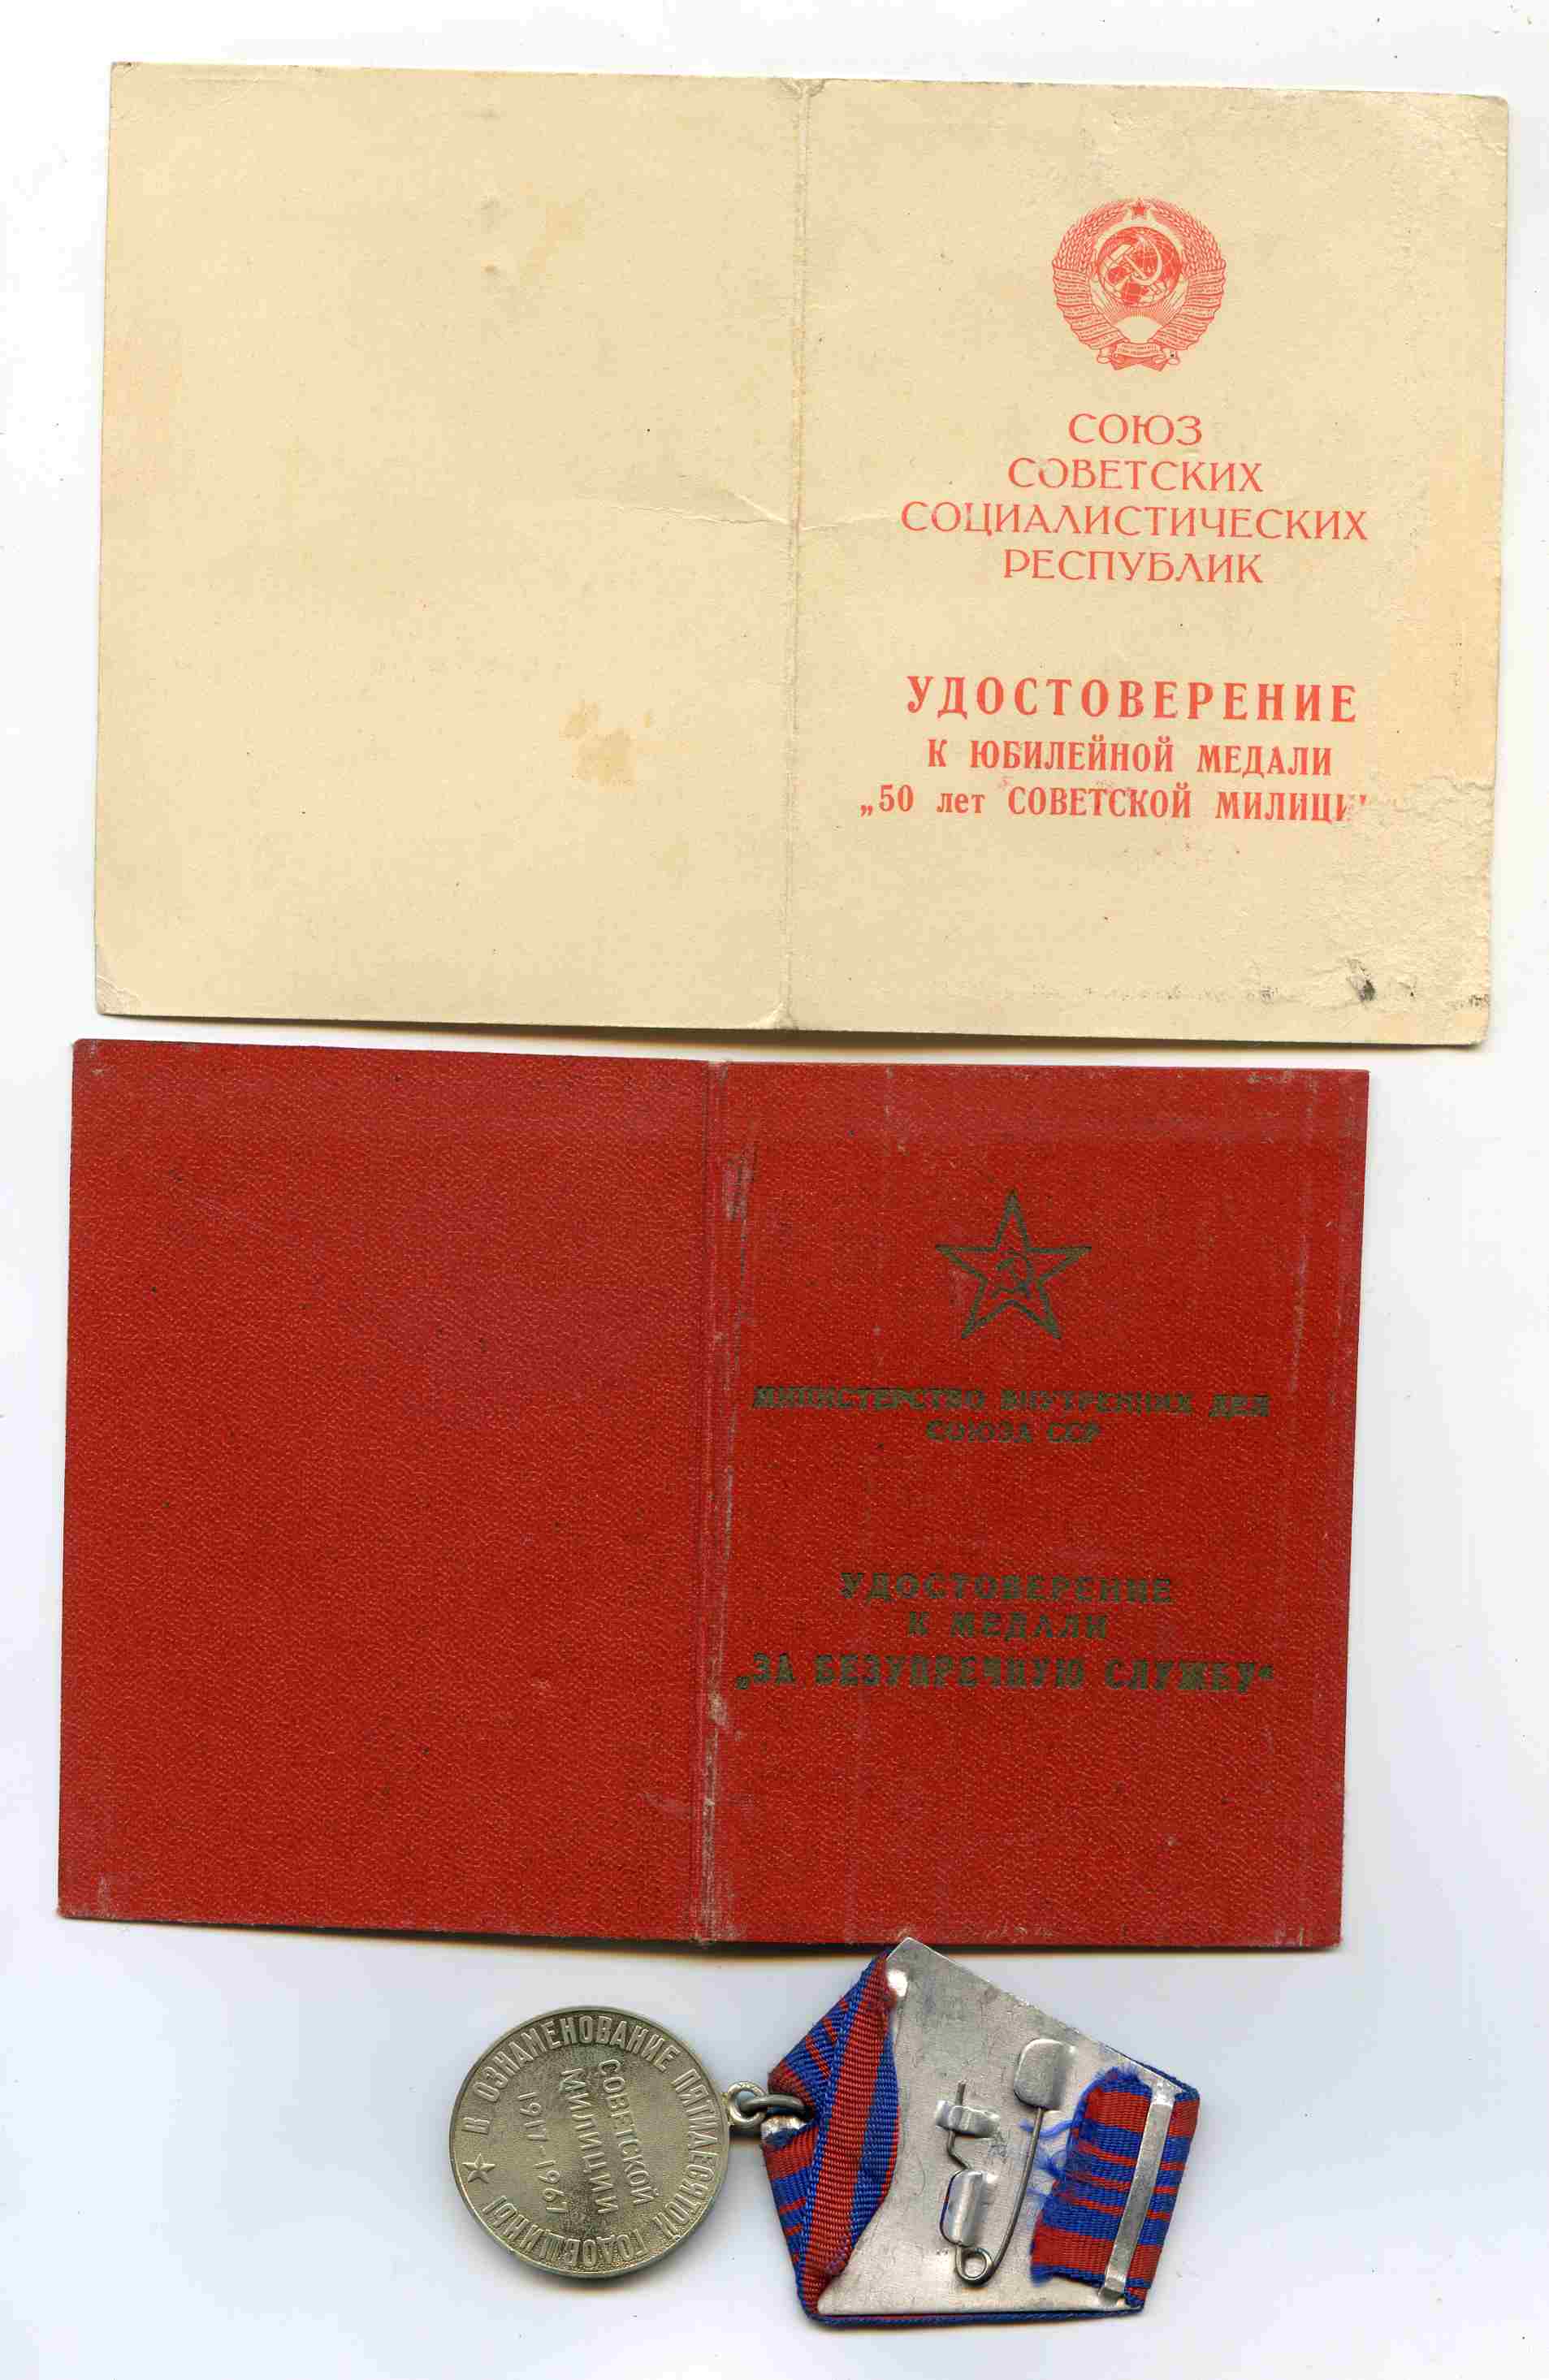 СОЮЗ
СОВЕТСКИХ
СОЦИАЛИСТИЧЕСКИХ
РЕСПУБЛИК
УДОСТОВЕРЕНИЕ
К ЮБИЛЕЙНОЙ МЕДАЛИ
„50 лет СОВЕТСКОЙ МИЛИЦИ
МИНИСТЕРСТВО ВНУТРЕННИХ ДЕЛ
СОЮЗА ССР
УДОСТОВЕРЕНИЕ
К МЕДАЛИ
„ЗА БЕЗУПРЕЧНУЮ СЛУЖБУ“
В ОЗНАМЕНОВАНИЕ ПЯТИДЕСЯТОЙ ГОДОВЩИНЫ
СОВЕТСКОЙ
МИЛИЦИИ
1917-1967